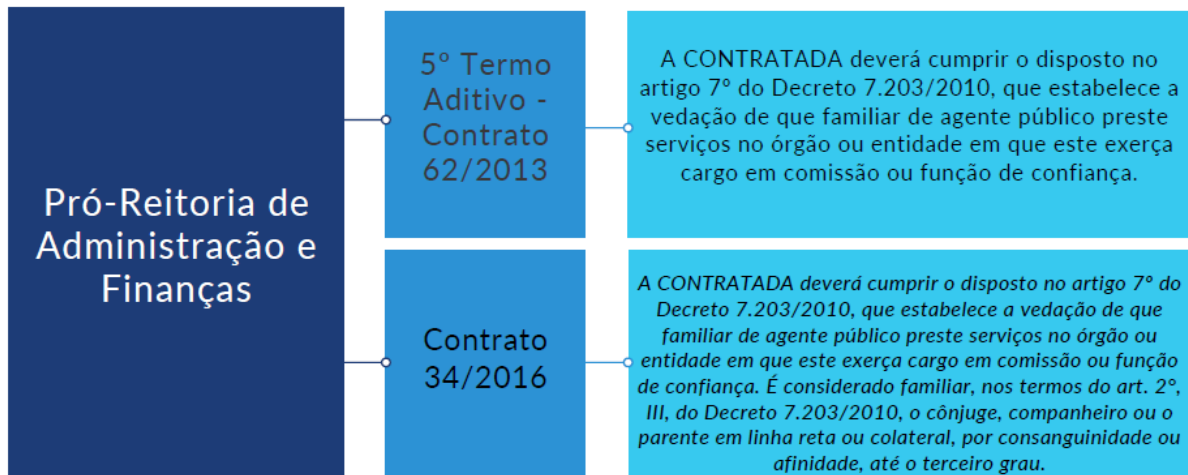 Pró-Reitoria de
Administração e
Finanças
5º Termo
Aditivo -
Contrato
62/2013
A CONTRATADA deverá cumprir o disposto no
artigo 7º do Decreto 7.203/2010, que estabelece a
vedação de que familiar de agente público preste
serviços no órgão ou entidade em que este exerça
cargo em comissão ou função de confiança.
Contrato
34/2016
A CONTRATADA deverá cumprir o disposto no artigo 7º do
Decreto 7.203/2010, que estabelece a vedação de que
familiar de agente público preste serviços no órgão ou
entidade em que este exerça cargo em comissão ou função
de confiança. É considerado familiar, nos termos do art. 2º,
III, do Decreto 7.203/2010, o cônjuge, companheiro ou o
parente em linha reta ou colateral, por consanguinidade ou
afinidade, até o terceiro grau.